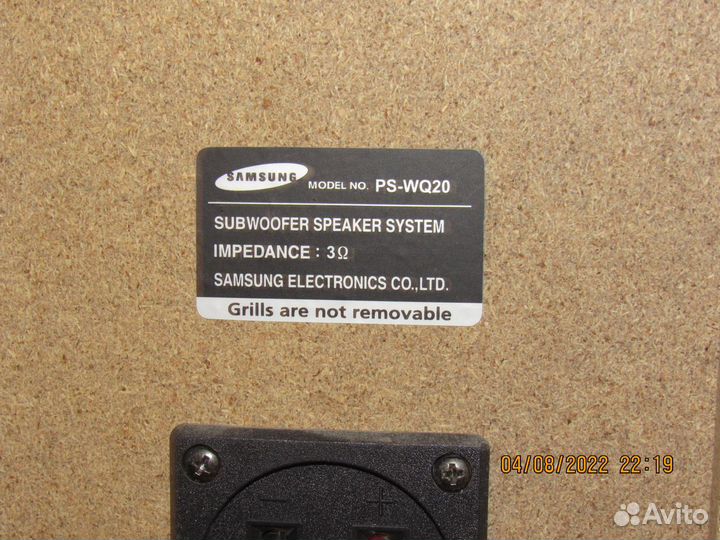 SAMSUNG MODEL NO. PS-WQ20
SUBWOOFER SPEAKER SYSTEM
IMPEDANCE : 3Ω
SAMSUNG ELECTRONICS CO.,LTD.
Grills are not removable
− +
04/08/2022 22:19
Avito